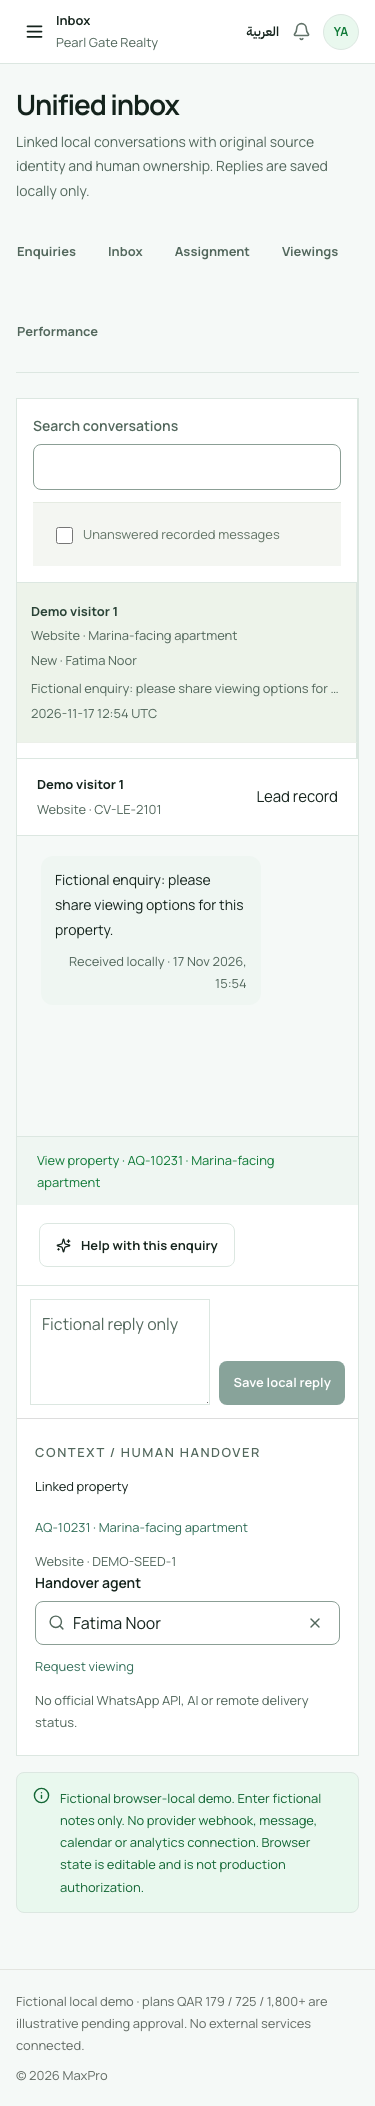 Inbox
Pearl Gate Realty
العربية
YA
Unified inbox
Linked local conversations with original source
identity and human ownership. Replies are saved
locally only.
Enquiries
Inbox
Assignment
Viewings
Performance
Search conversations
Unanswered recorded messages
Demo visitor 1
Website · Marina-facing apartment
New · Fatima Noor
Fictional enquiry: please share viewing options for ...
2026-11-17 12:54 UTC
Demo visitor 1
Website · CV-LE-2101
Lead record
Fictional enquiry: please
share viewing options for this
property.
Received locally · 17 Nov 2026,
15:54
View property · AQ-10231 · Marina-facing
apartment
Help with this enquiry
Fictional reply only
Save local reply
CONTEXT / HUMAN HANDOVER
Linked property
AQ-10231 · Marina-facing apartment
Website · DEMO-SEED-1
Handover agent
Fatima Noor
Request viewing
No official WhatsApp API, AI or remote delivery
status.
Fictional browser-local demo. Enter fictional
notes only. No provider webhook, message,
calendar or analytics connection. Browser
state is editable and is not production
authorization.
Fictional local demo · plans QAR 179 / 725 / 1,800+ are
illustrative pending approval. No external services
connected.
© 2026 MaxPro